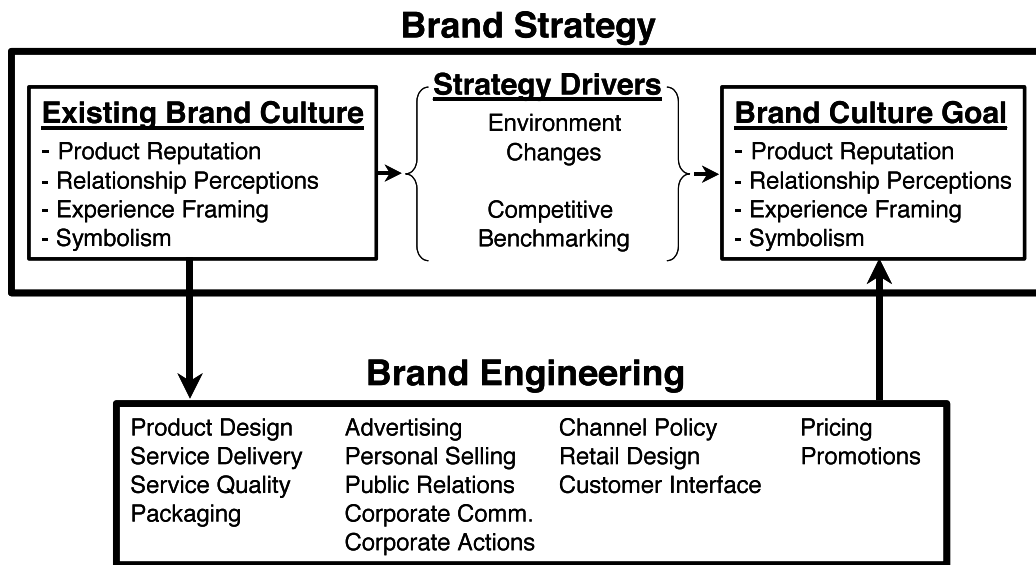 Brand Strategy
Existing Brand Culture
- Product Reputation
- Relationship Perceptions
- Experience Framing
- Symbolism
Strategy Drivers
Environment
Changes
Competitive
Benchmarking
Brand Culture Goal
- Product Reputation
- Relationship Perceptions
- Experience Framing
- Symbolism
Brand Engineering
Product Design
Service Delivery
Service Quality
Packaging
Advertising
Personal Selling
Public Relations
Corporate Comm.
Corporate Actions
Channel Policy
Retail Design
Customer Interface
Pricing
Promotions